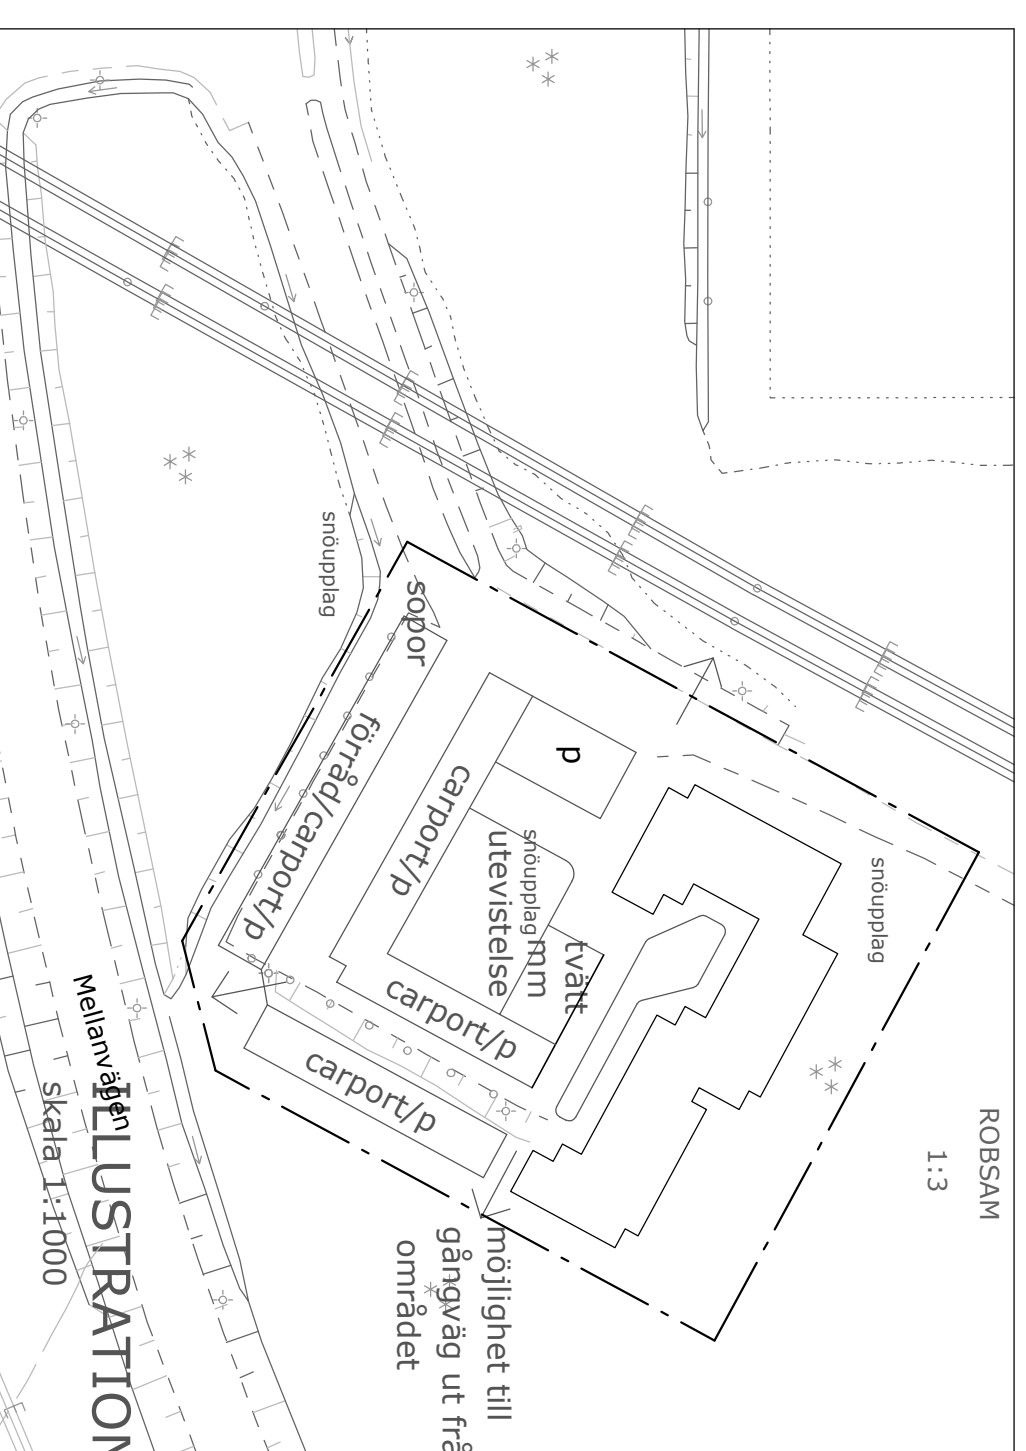 ROBSAM
1:3
snöupplag
snöupplag
sopor
p
förråd/carport/p
carport/p
snöupplag
utevistelse
mm
tvätt
carport/p
carport/p
Mellanvägen
ILLUSTRATION
skala 1:1000
möjlighet till
gångväg ut frå
området